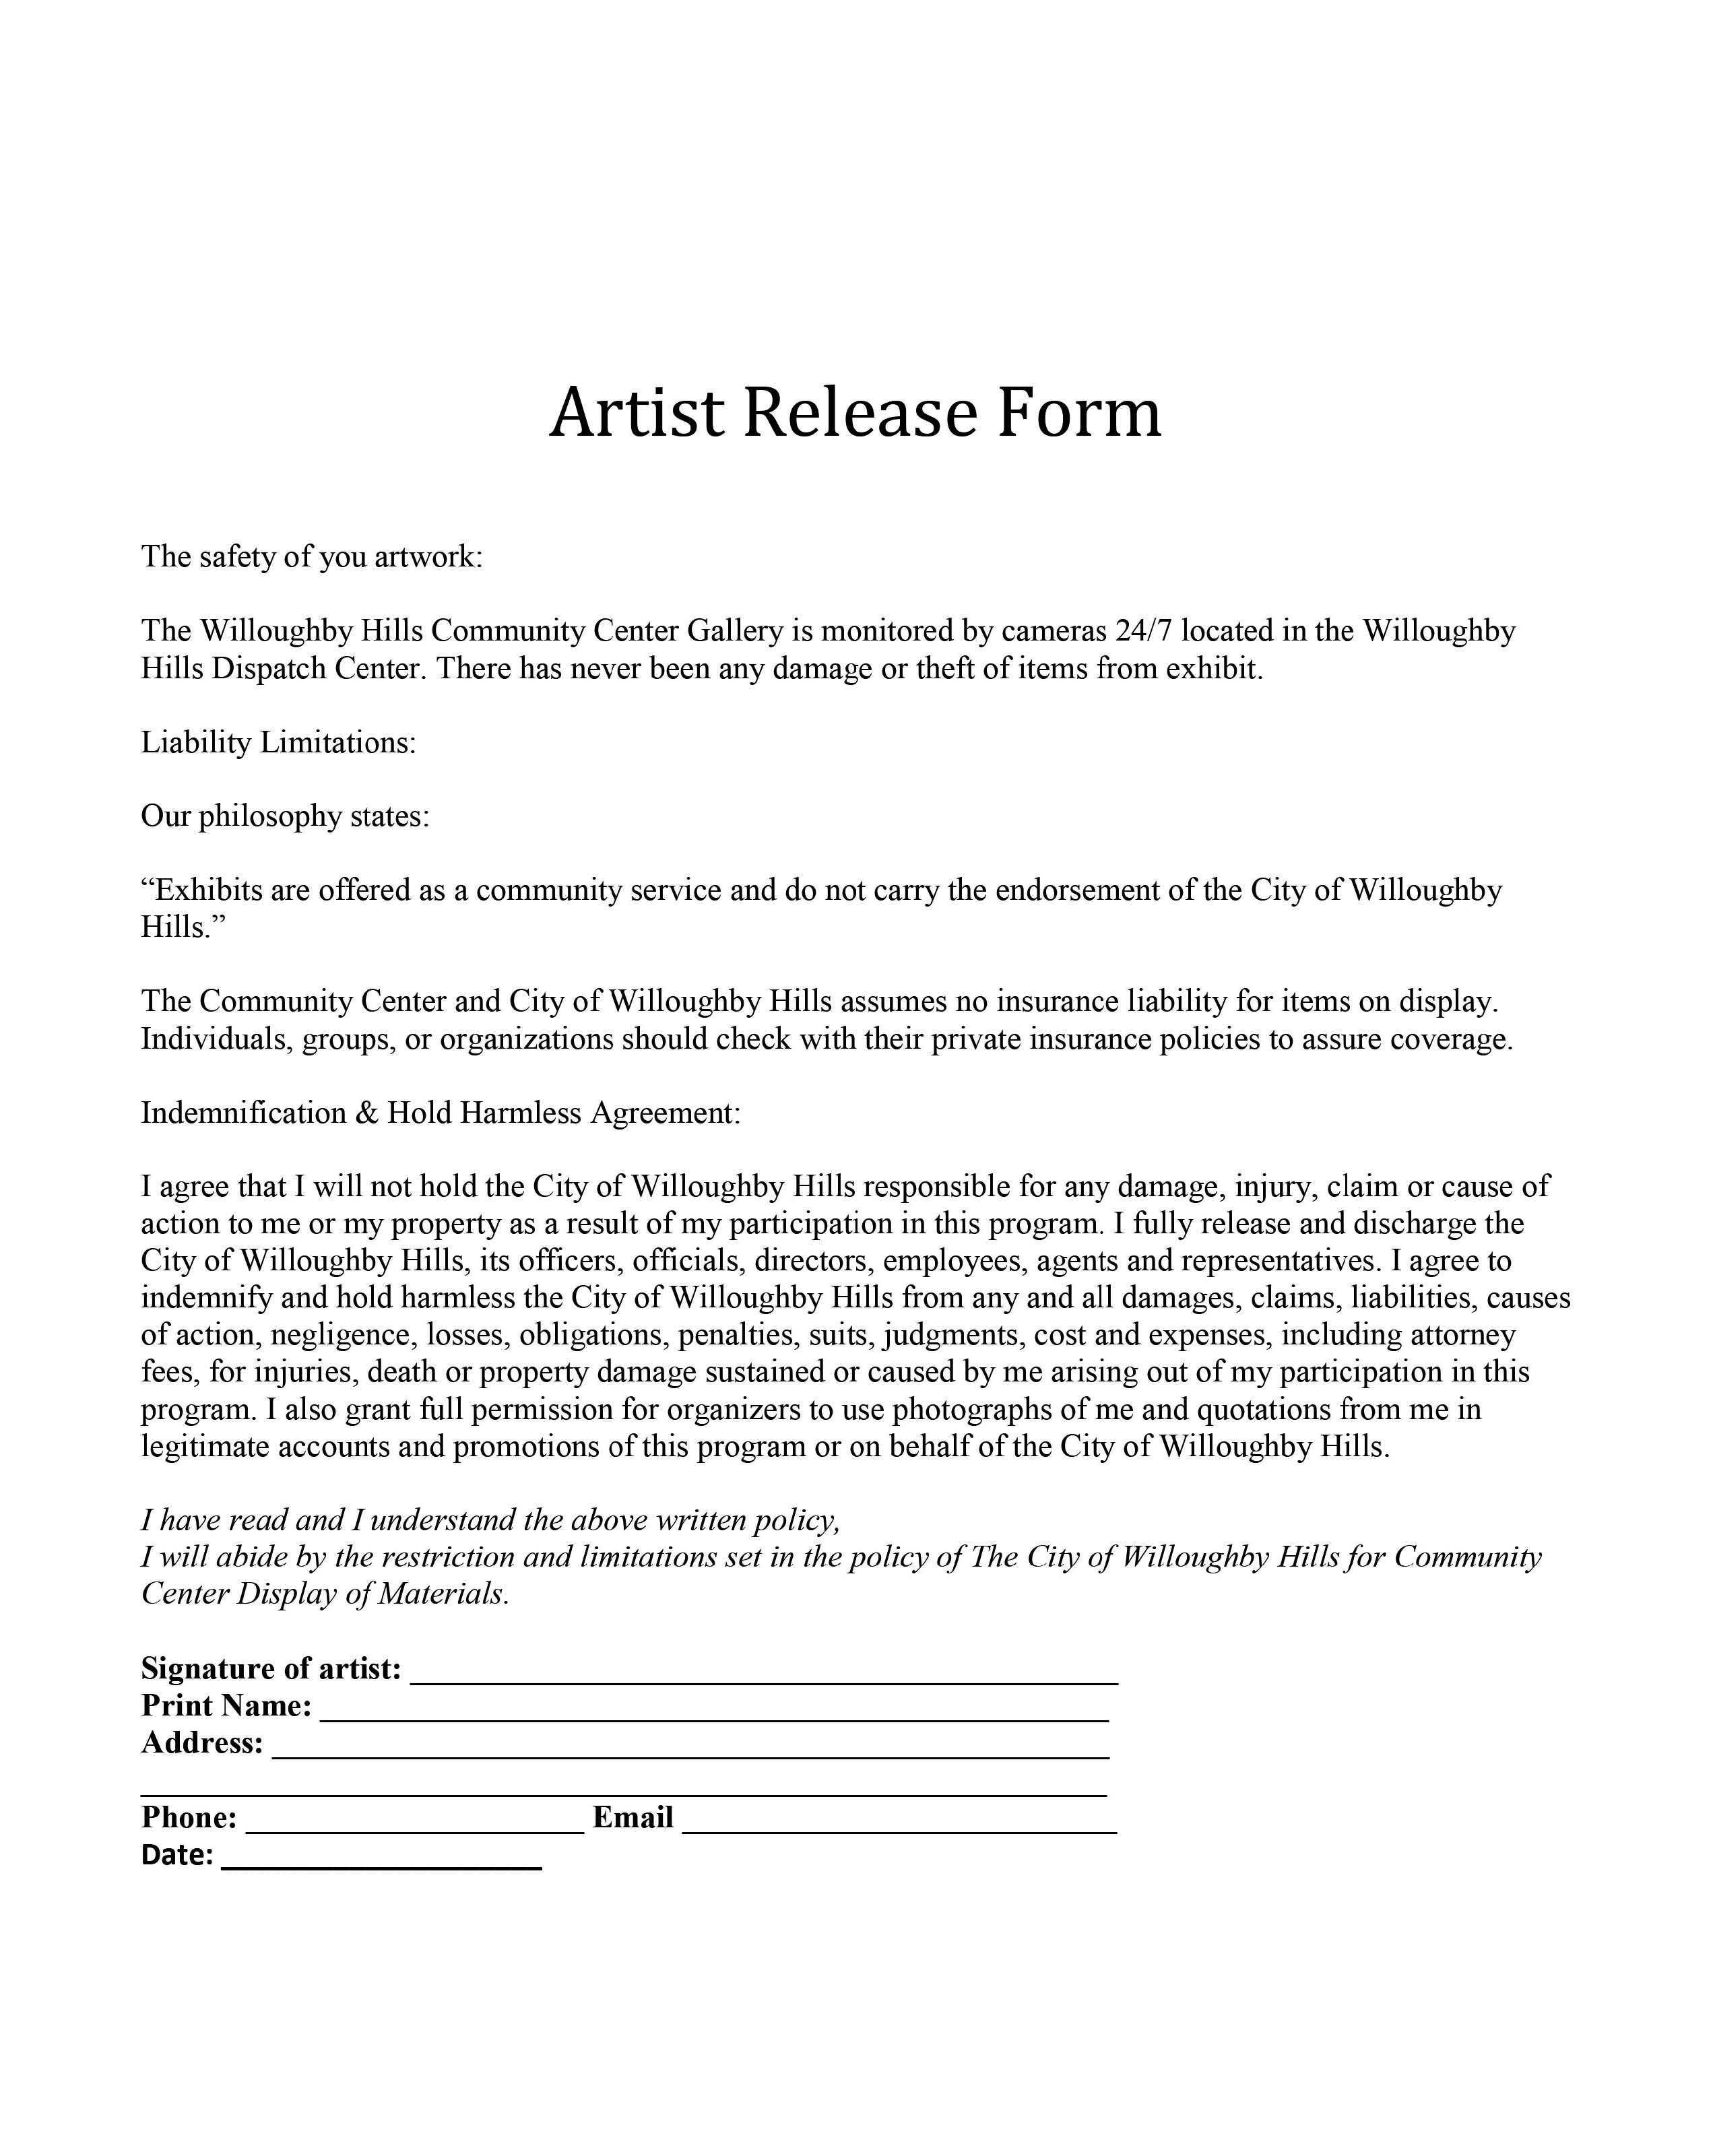 Artist Release Form
The safety of you artwork:
The Willoughby Hills Community Center Gallery is monitored by cameras 24/7 located in the Willoughby
Hills Dispatch Center. There has never been any damage or theft of items from exhibit.
Liability Limitations:
Our philosophy states:
“Exhibits are offered as a community service and do not carry the endorsement of the City of Willoughby
Hills.”
The Community Center and City of Willoughby Hills assumes no insurance liability for items on display.
Individuals, groups, or organizations should check with their private insurance policies to assure coverage.
Indemnification & Hold Harmless Agreement:
I agree that I will not hold the City of Willoughby Hills responsible for any damage, injury, claim or cause of
action to me or my property as a result of my participation in this program. I fully release and discharge the
City of Willoughby Hills, its officers, officials, directors, employees, agents and representatives. I agree to
indemnify and hold harmless the City of Willoughby Hills from any and all damages, claims, liabilities, causes
of action, negligence, losses, obligations, penalties, suits, judgments, cost and expenses, including attorney
fees, for injuries, death or property damage sustained or caused by me arising out of my participation in this
program. I also grant full permission for organizers to use photographs of me and quotations from me in
legitimate accounts and promotions of this program or on behalf of the City of Willoughby Hills.
I have read and I understand the above written policy,
I will abide by the restriction and limitations set in the policy of The City of Willoughby Hills for Community
Center Display of Materials.
Signature of artist:
Print Name:
Address:
Phone: Email
Date: